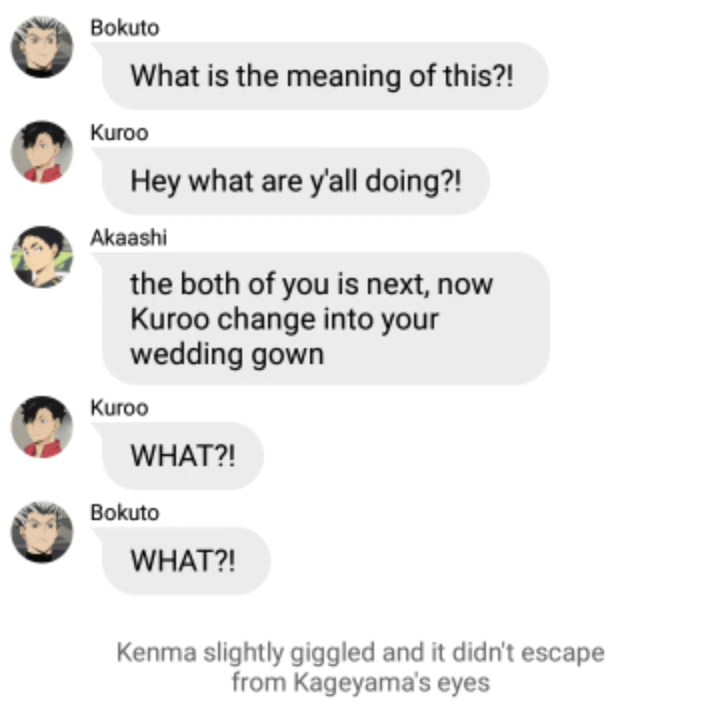 Bokuto
What is the meaning of this?!
Kuroo
Hey what are y'all doing?!
Akaashi
the both of you is next, now
Kuroo change into your
wedding gown
Kuroo
WHAT?!
Bokuto
WHAT?!
Kenma slightly giggled and it didn't escape
from Kageyama's eyes